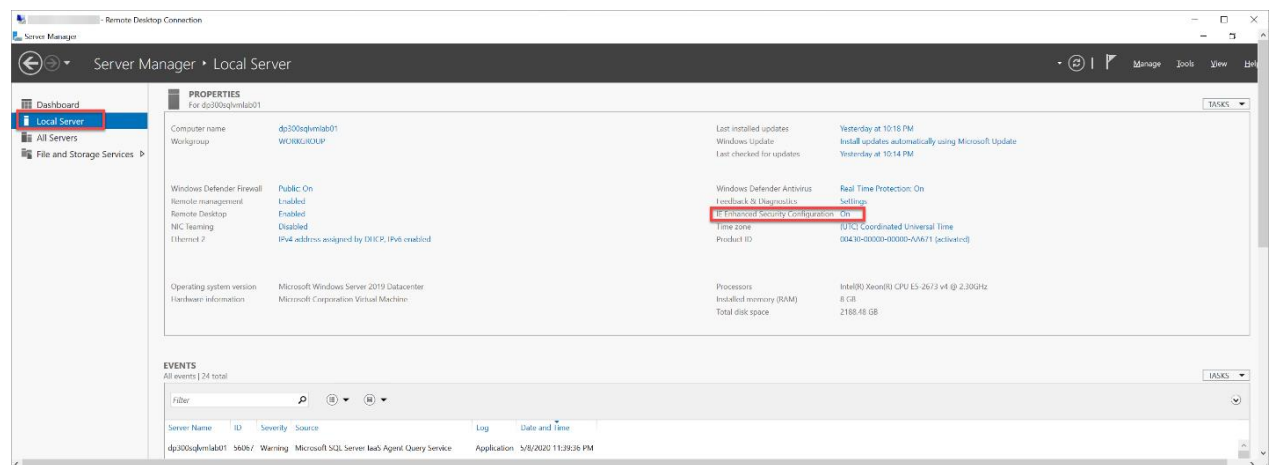 - Remote Desktop Connection
Server Manager
Server Manager • Local Server
Manage Tools View Help
Dashboard
Local Server
All Servers
File and Storage Services
PROPERTIES
For dp300sqlvmlab01
TASKS
Computer name dp300sqlvmlab01
Workgroup WORKGROUP
Last installed updates Yesterday at 10:18 PM
Windows Update Install updates automatically using Microsoft Update
Last checked for updates Yesterday at 10:14 PM
Windows Defender Firewall Public: On
Remote management Enabled
Remote Desktop Enabled
NIC Teaming Disabled
Ethernet 2 IPv4 address assigned by DHCP, IPv6 enabled
Windows Defender Antivirus Real Time Protection: On
Feedback & Diagnostics Settings
IE Enhanced Security Configuration On
Time zone (UTC) Coordinated Universal Time
Product ID 00430-00000-00000-AA671 (activated)
Operating system version Microsoft Windows Server 2019 Datacenter
Hardware information Microsoft Corporation Virtual Machine
Processors Intel(R) Xeon(R) CPU E5-2673 v4 @ 2.30GHz
Installed memory (RAM) 8 GB
Total disk space 2188.48 GB
EVENTS
All events | 24 total
TASKS
Filter
Server Name ID Severity Source Log Date and Time
dp300sqlvmlab01 56067 Warning Microsoft SQL Server IaaS Agent Query Service Application 5/8/2020 11:39:36 PM